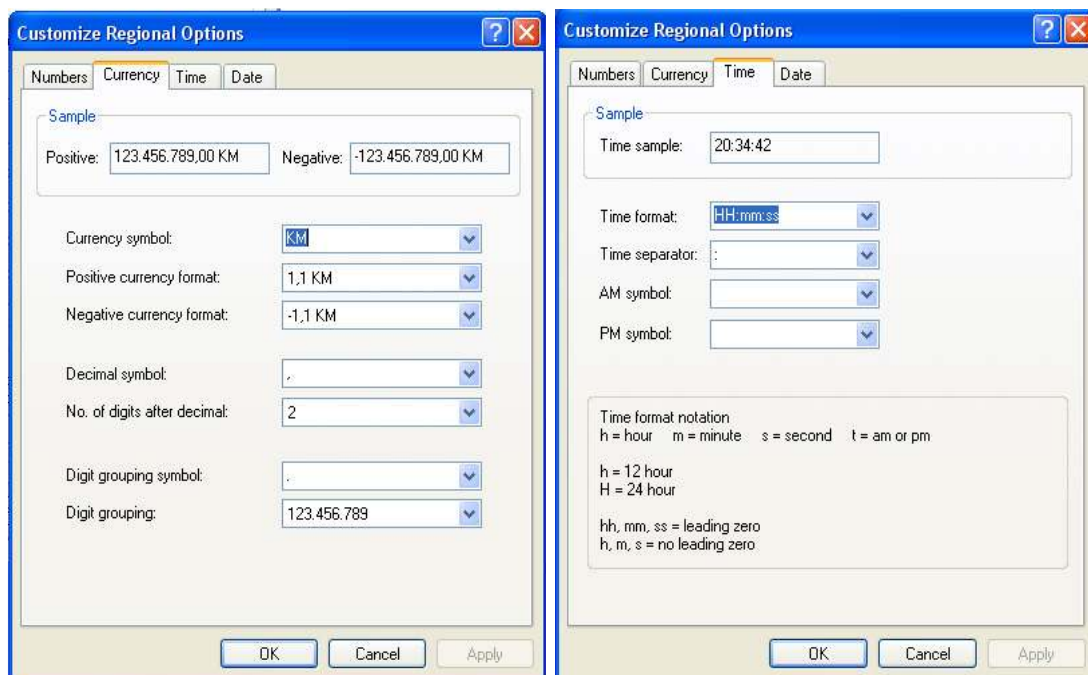 Customize Regional Options
Numbers Currency Time Date
Sample
Positive: 123.456.789,00 KM Negative: -123.456.789,00 KM
Currency symbol: KM
Positive currency format: 1,1 KM
Negative currency format: -1,1 KM
Decimal symbol: ,
No. of digits after decimal: 2
Digit grouping symbol: .
Digit grouping: 123.456.789
OK Cancel Apply
Customize Regional Options
Numbers Currency Time Date
Sample
Time sample: 20:34:42
Time format: HH:mm:ss
Time separator: :
AM symbol:
PM symbol:
Time format notation
h = hour m = minute s = second t = am or pm
h = 12 hour
H = 24 hour
hh, mm, ss = leading zero
h, m, s = no leading zero
OK Cancel Apply